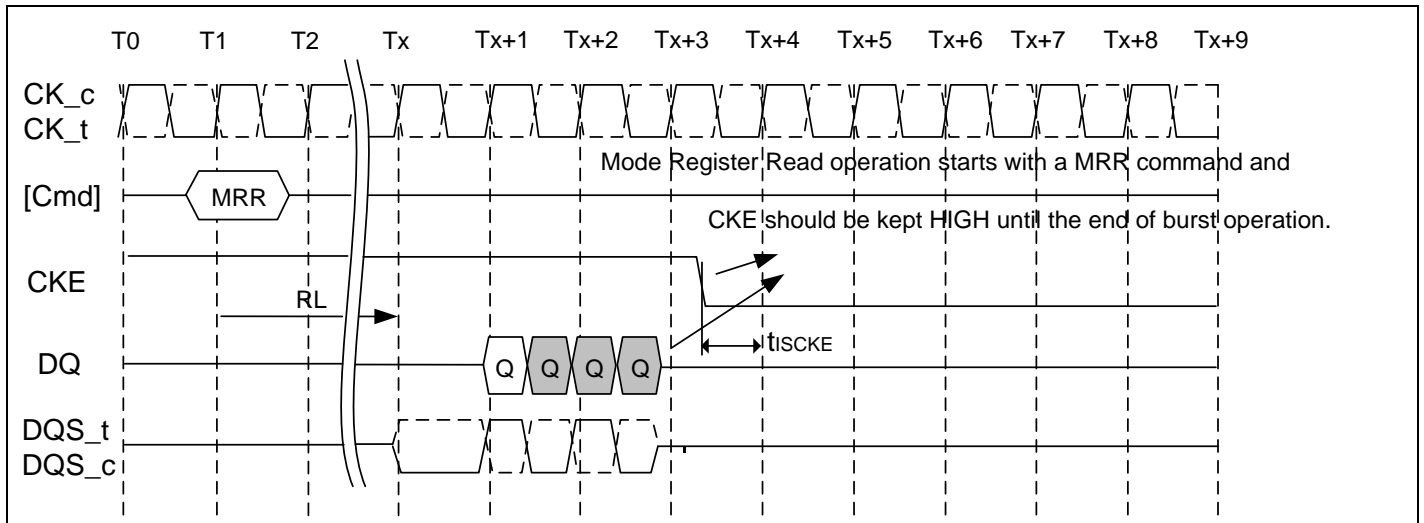 T0 T1 T2 Tx Tx+1 Tx+2 Tx+3 Tx+4 Tx+5 Tx+6 Tx+7 Tx+8 Tx+9
CK_c
CK_t
Mode Register Read operation starts with a MRR command and
[Cmd] MRR
CKE should be kept HIGH until the end of burst operation.
CKE
RL
tISCKE
DQ Q Q Q Q
DQS_t
DQS_c